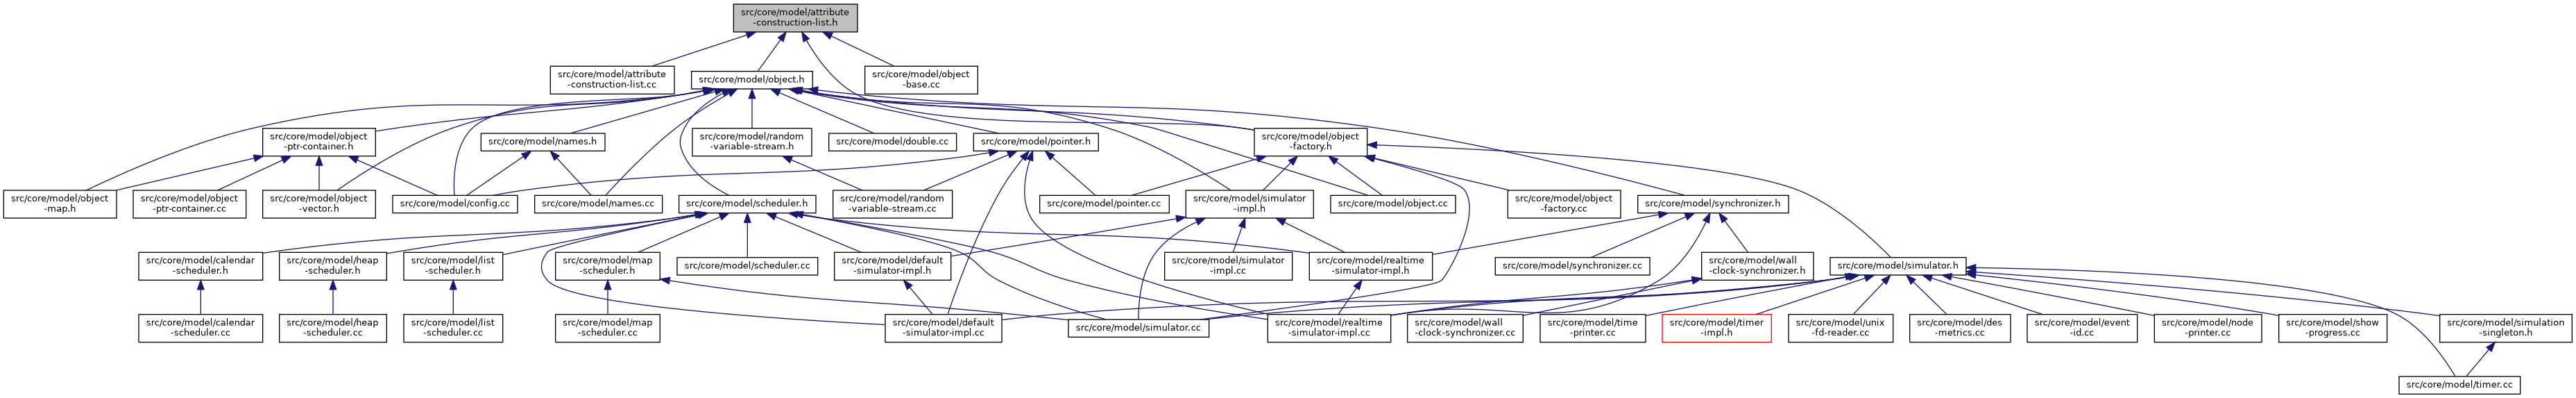 src/core/model/attribute
-construction-list.h
src/core/model/attribute
-construction-list.cc
src/core/model/object.h
src/core/model/object
-base.cc
src/core/model/object
-ptr-container.h
src/core/model/names.h
src/core/model/random
-variable-stream.h
src/core/model/double.cc
src/core/model/pointer.h
src/core/model/object
-factory.h
src/core/model/object
-map.h
src/core/model/object
-ptr-container.cc
src/core/model/object
-vector.h
src/core/model/config.cc
src/core/model/names.cc
src/core/model/scheduler.h
src/core/model/random
-variable-stream.cc
src/core/model/pointer.cc
src/core/model/simulator
-impl.h
src/core/model/object.cc
src/core/model/object
-factory.cc
src/core/model/synchronizer.h
src/core/model/calendar
-scheduler.h
src/core/model/heap
-scheduler.h
src/core/model/list
-scheduler.h
src/core/model/map
-scheduler.h
src/core/model/scheduler.cc
src/core/model/default
-simulator-impl.h
src/core/model/simulator
-impl.cc
src/core/model/realtime
-simulator-impl.h
src/core/model/synchronizer.cc
src/core/model/wall
-clock-synchronizer.h
src/core/model/simulator.h
src/core/model/calendar
-scheduler.cc
src/core/model/heap
-scheduler.cc
src/core/model/list
-scheduler.cc
src/core/model/map
-scheduler.cc
src/core/model/default
-simulator-impl.cc
src/core/model/simulator.cc
src/core/model/realtime
-simulator-impl.cc
src/core/model/wall
-clock-synchronizer.cc
src/core/model/time
-printer.cc
src/core/model/timer
-impl.h
src/core/model/unix
-fd-reader.cc
src/core/model/des
-metrics.cc
src/core/model/event
-id.cc
src/core/model/node
-printer.cc
src/core/model/show
-progress.cc
src/core/model/simulation
-singleton.h
src/core/model/timer.cc